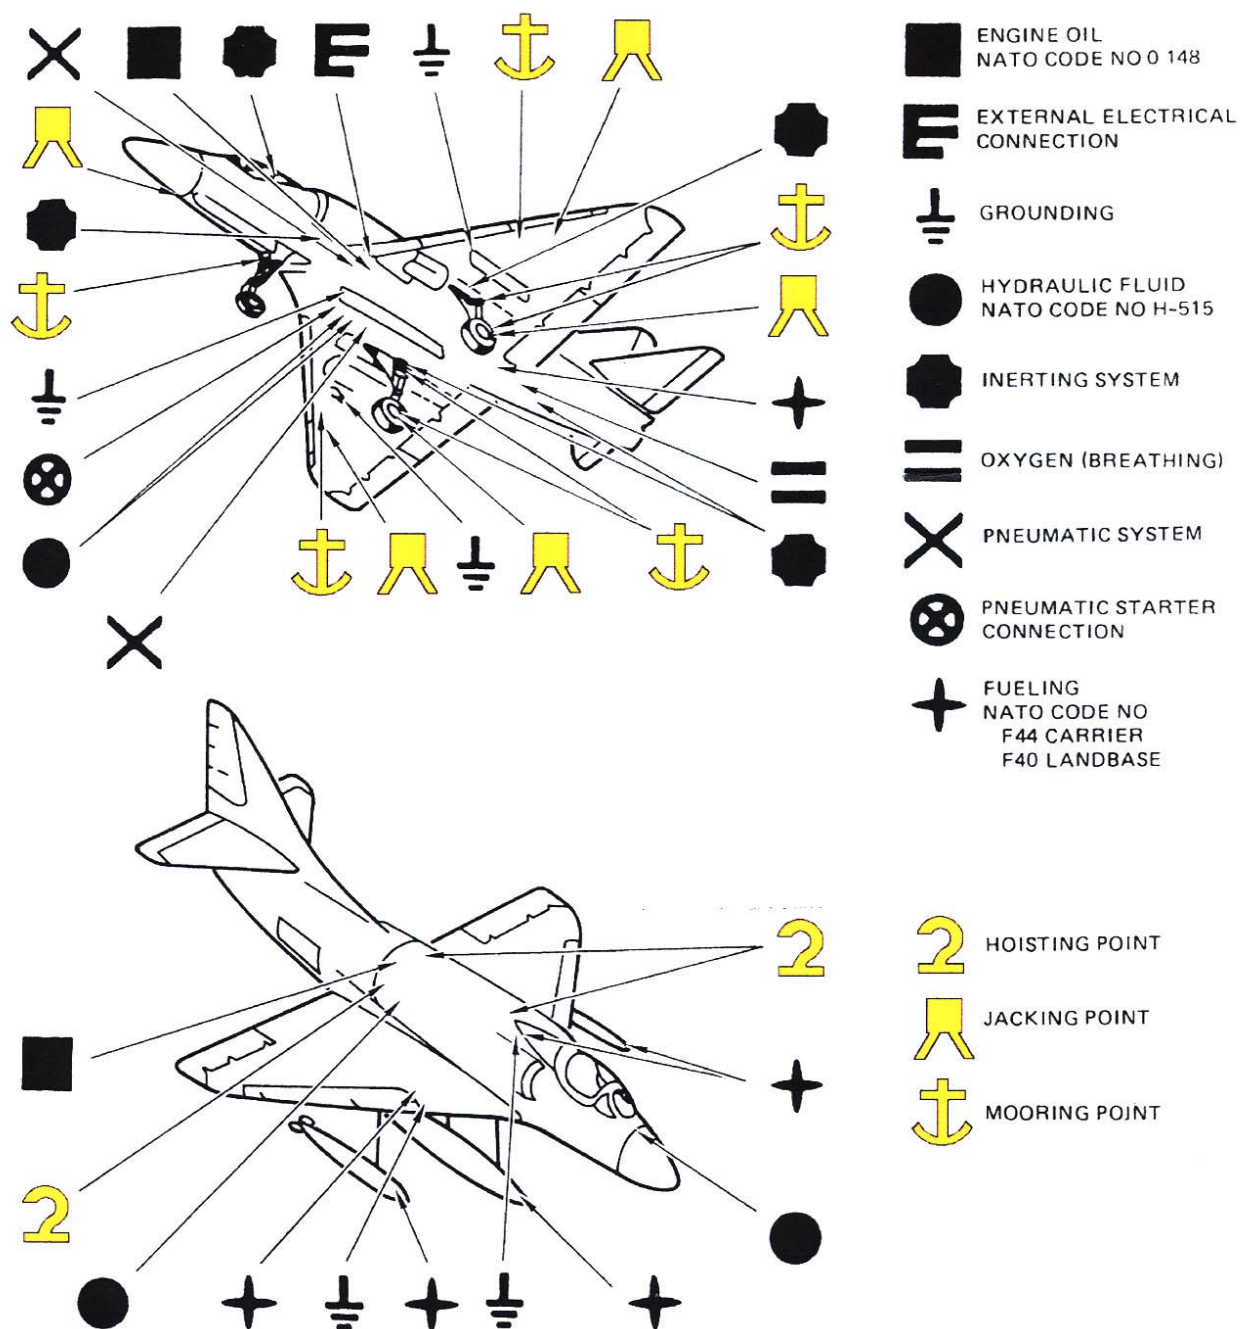 ENGINE OIL
NATO CODE NO O 148
EXTERNAL ELECTRICAL
CONNECTION
GROUNDING
HYDRAULIC FLUID
NATO CODE NO H-515
INERTING SYSTEM
OXYGEN (BREATHING)
PNEUMATIC SYSTEM
PNEUMATIC STARTER
CONNECTION
FUELING
NATO CODE NO
F44 CARRIER
F40 LANDBASE
HOISTING POINT
JACKING POINT
MOORING POINT